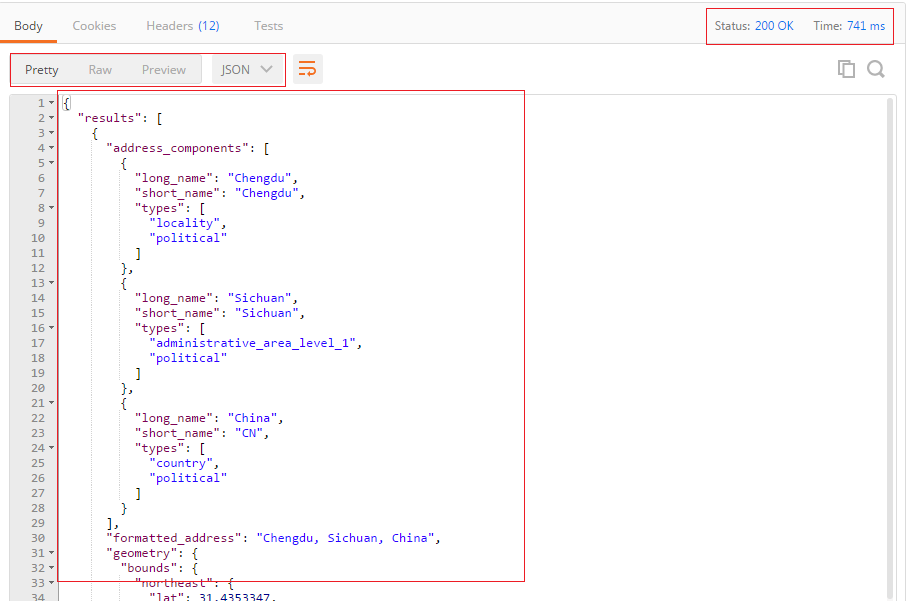 Body Cookies Headers (12) Tests Status: 200 OK Time: 741 ms
Pretty Raw Preview JSON
1 {
2 "results": [
3 {
4 "address_components": [
5 {
6 "long_name": "Chengdu",
7 "short_name": "Chengdu",
8 "types": [
9 "locality",
10 "political"
11 ]
12 },
13 {
14 "long_name": "Sichuan",
15 "short_name": "Sichuan",
16 "types": [
17 "administrative_area_level_1",
18 "political"
19 ]
20 },
21 {
22 "long_name": "China",
23 "short_name": "CN",
24 "types": [
25 "country",
26 "political"
27 ]
28 }
29 ],
30 "formatted_address": "Chengdu, Sichuan, China",
31 "geometry": {
32 "bounds": {
33 "northeast": {
34 "lat": 31.4353347,